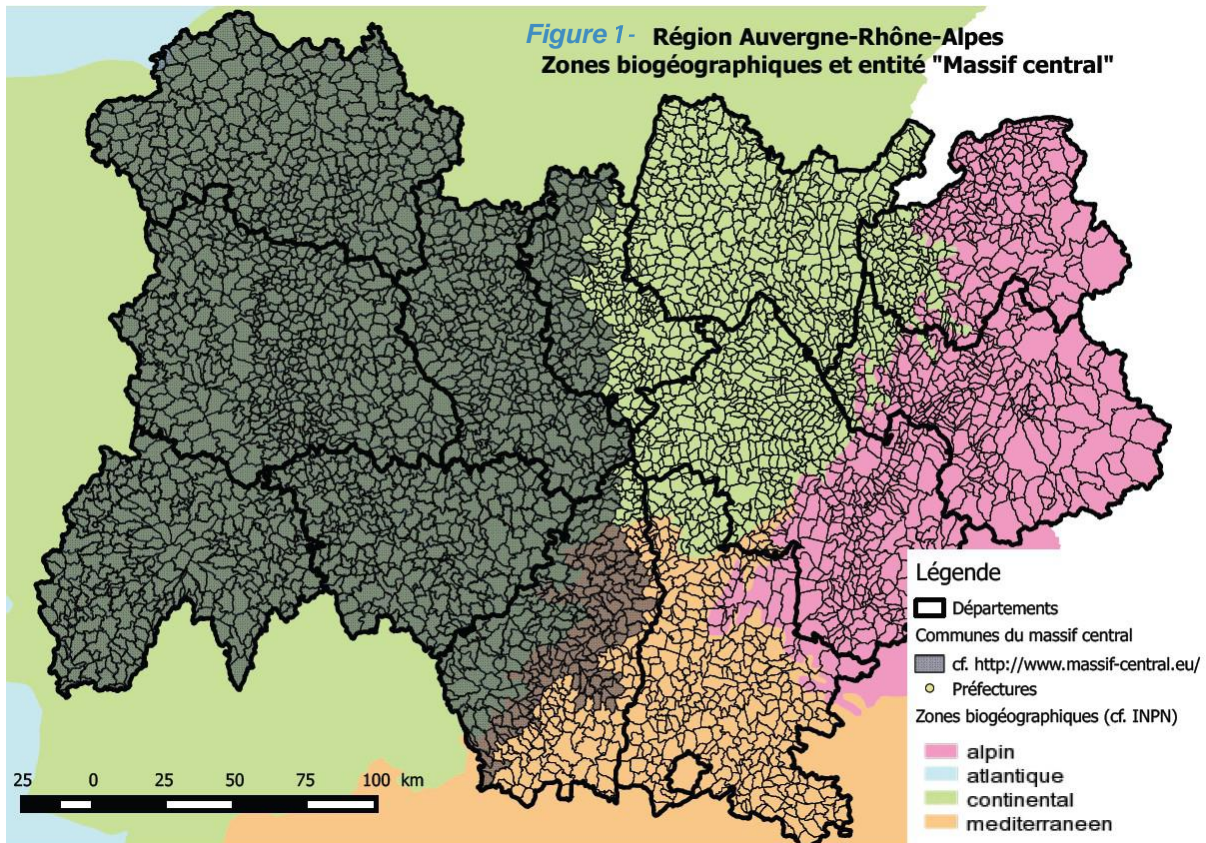 Figure 1- Région Auvergne-Rhône-Alpes
Zones biogéographiques et entité "Massif central"
Légende
Départements
Communes du massif central
cf. http://www.massif-central.eu/
Préfectures
Zones biogéographiques (cf. INPN)
alpin
atlantique
continental
mediterraneen
25 0 25 50 75 100 km